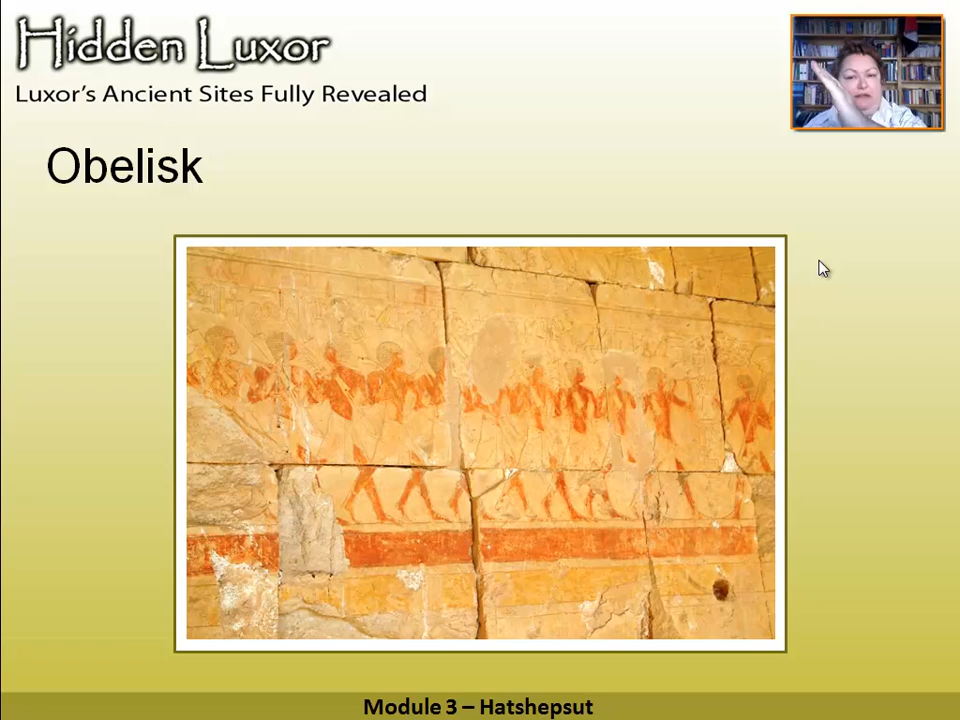 Hidden Luxor
Luxor's Ancient Sites Fully Revealed
Obelisk
Module 3 – Hatshepsut